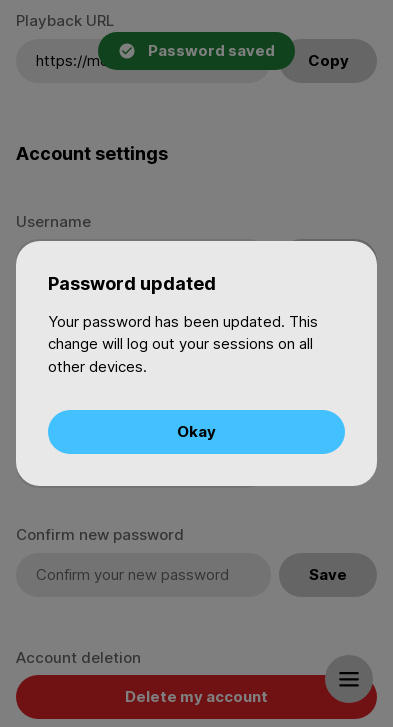 Playback URL
Password saved
https://m
Copy
Account settings
Username
Password updated
Your password has been updated. This
change will log out your sessions on all
other devices.
Okay
Confirm new password
Confirm your new password
Save
Account deletion
Delete my account